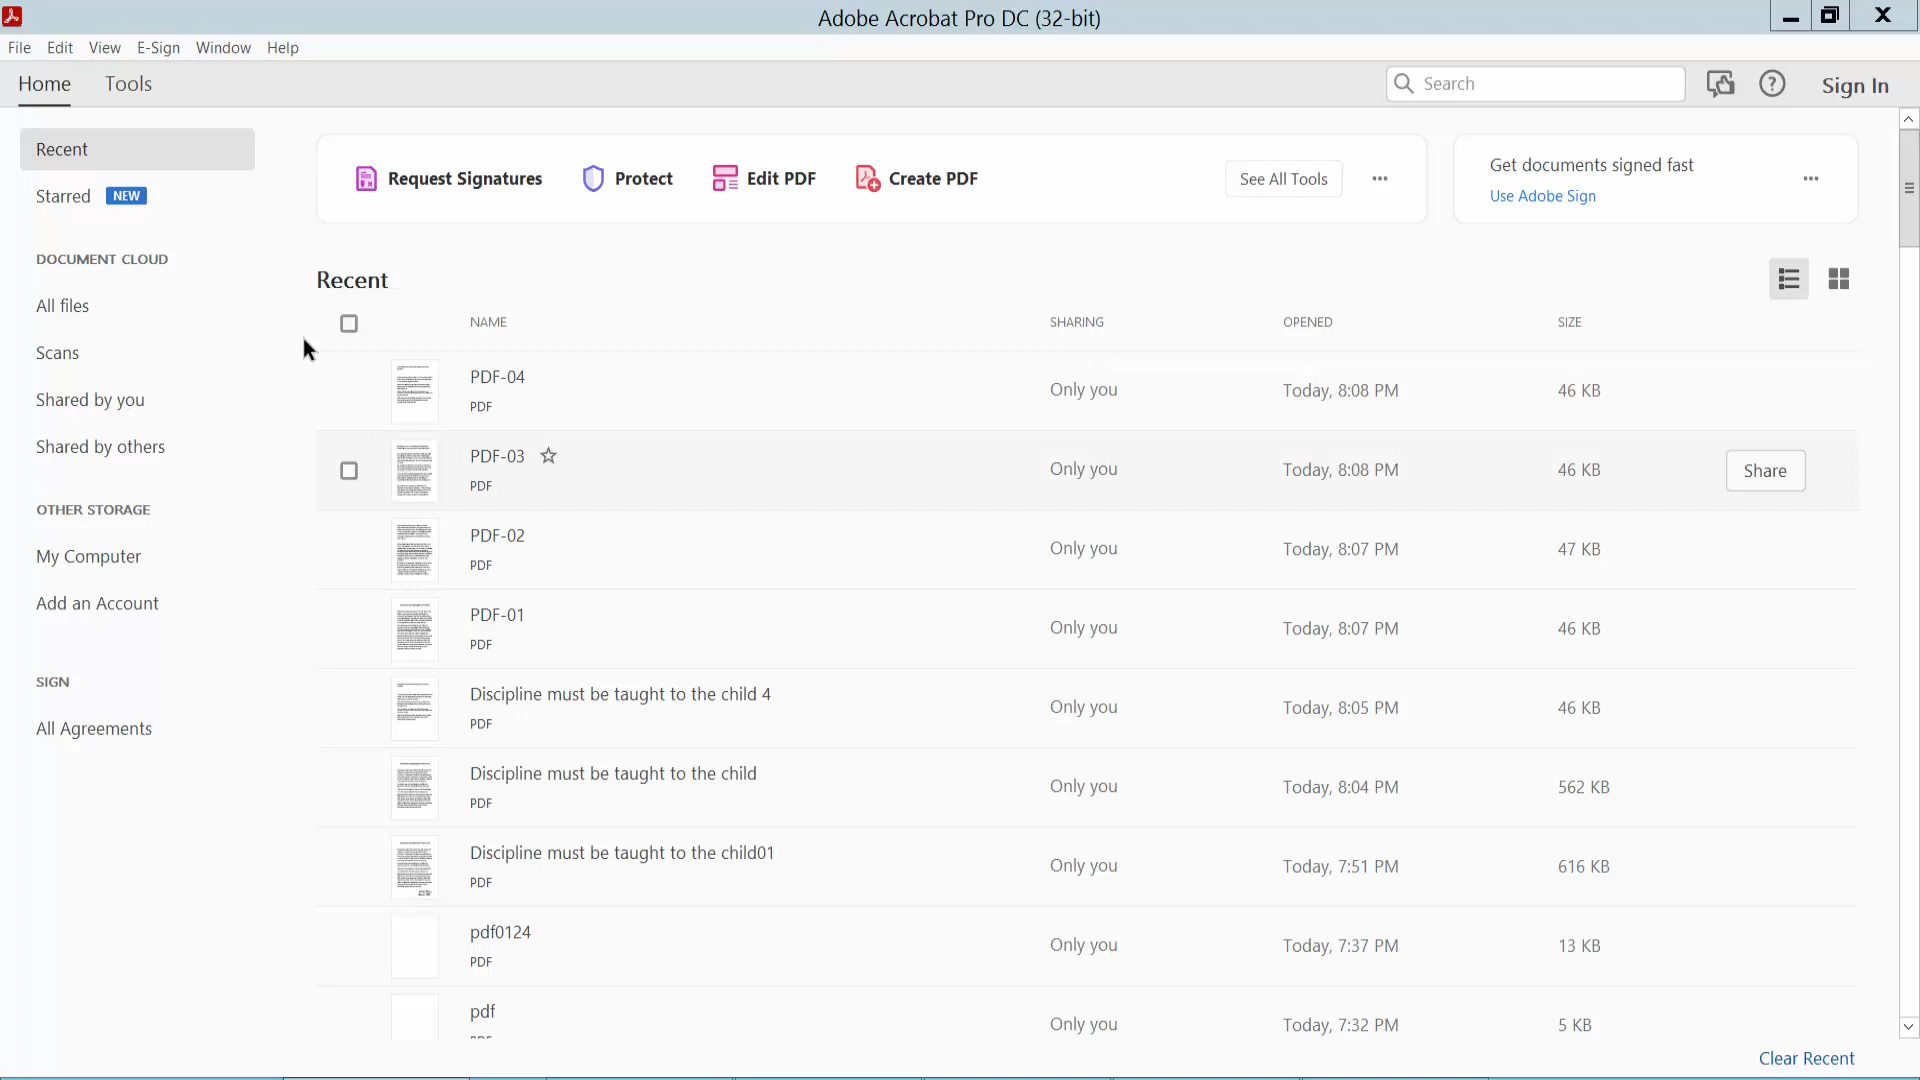 Adobe Acrobat Pro DC (32-bit)
File Edit View E-Sign Window Help
Home Tools
Search
Sign In
Recent
Starred NEW
DOCUMENT CLOUD
All files
Scans
Shared by you
Shared by others
OTHER STORAGE
My Computer
Add an Account
SIGN
All Agreements
Request Signatures Protect Edit PDF Create PDF See All Tools
Get documents signed fast
Use Adobe Sign
Recent
NAME SHARING OPENED SIZE
PDF-04
PDF
Only you Today, 8:08 PM 46 KB
PDF-03
PDF
Only you Today, 8:08 PM 46 KB Share
PDF-02
PDF
Only you Today, 8:07 PM 47 KB
PDF-01
PDF
Only you Today, 8:07 PM 46 KB
Discipline must be taught to the child 4
PDF
Only you Today, 8:05 PM 46 KB
Discipline must be taught to the child
PDF
Only you Today, 8:04 PM 562 KB
Discipline must be taught to the child01
PDF
Only you Today, 7:51 PM 616 KB
pdf0124
PDF
Only you Today, 7:37 PM 13 KB
pdf
Only you Today, 7:32 PM 5 KB
Clear Recent